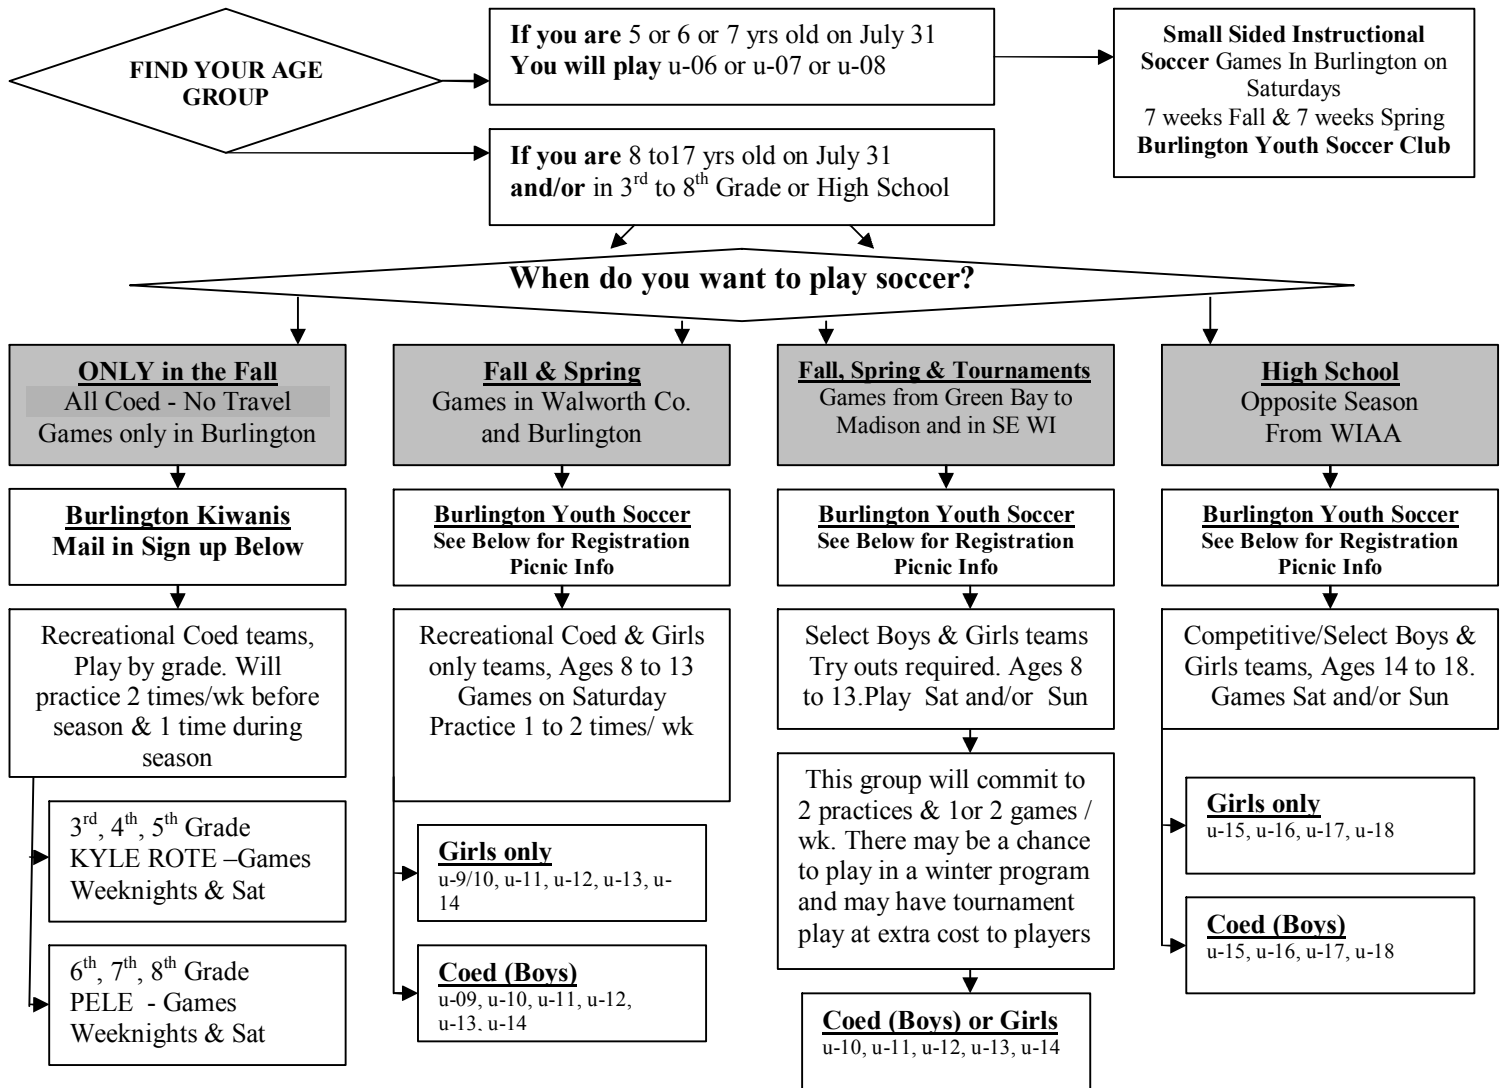 FIND YOUR AGE
GROUP
If you are 5 or 6 or 7 yrs old on July 31
You will play u-06 or u-07 or u-08
Small Sided Instructional
Soccer Games In Burlington on
Saturdays
7 weeks Fall & 7 weeks Spring
Burlington Youth Soccer Club
If you are 8 to17 yrs old on July 31
and/or in 3rd to 8th Grade or High School
When do you want to play soccer?
ONLY in the Fall
All Coed - No Travel
Games only in Burlington
Burlington Kiwanis
Mail in Sign up Below
Recreational Coed teams,
Play by grade. Will
practice 2 times/wk before
season & 1 time during
season
3rd, 4th, 5th Grade
KYLE ROTE –Games
Weeknights & Sat
6th, 7th, 8th Grade
PELE - Games
Weeknights & Sat
Fall & Spring
Games in Walworth Co.
and Burlington
Burlington Youth Soccer
See Below for Registration
Picnic Info
Recreational Coed & Girls
only teams, Ages 8 to 13
Games on Saturday
Practice 1 to 2 times/ wk
Girls only
u-9/10, u-11, u-12, u-13, u-
14
Coed (Boys)
u-09, u-10, u-11, u-12,
u-13, u-14
Fall, Spring & Tournaments
Games from Green Bay to
Madison and in SE WI
Burlington Youth Soccer
See Below for Registration
Picnic Info
Select Boys & Girls teams
Try outs required. Ages 8
to 13.Play Sat and/or Sun
This group will commit to
2 practices & 1or 2 games /
wk. There may be a chance
to play in a winter program
and may have tournament
play at extra cost to players
Coed (Boys) or Girls
u-10, u-11, u-12, u-13, u-14
High School
Opposite Season
From WIAA
Burlington Youth Soccer
See Below for Registration
Picnic Info
Competitive/Select Boys &
Girls teams, Ages 14 to 18.
Games Sat and/or Sun
Girls only
u-15, u-16, u-17, u-18
Coed (Boys)
u-15, u-16, u-17, u-18